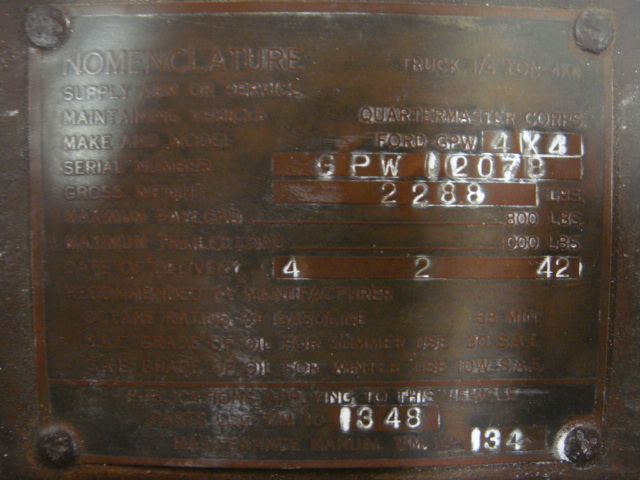 NOMENCLATURE TRUCK, 1/4 TON 4X4
SUPPLY ARM OR SERVICE
MAINTAINING VEHICLE QUARTERMASTER CORPS
MAKE AND MODEL FORD GPW 4X4
SERIAL NUMBER GPW 12078
GROSS 2288 LBS.
MAXIMUM PAYLOAD 800 LBS.
MAXIMUM TRAILED LOAD 1000 LBS.
DATE OF DELIVERY 4 2 42
RECOMMENDED BY MANUFACTURER
OCTANE RATING OF GASOLINE 68 MIN
S.A.E. GRADE OF OIL FOR SUMMER USE 30 S.A.E.
S.A.E. GRADE OF OIL FOR WINTER USE 10W S.A.E.
PUBLICATIONS APPLYING TO THIS VEHICLE
1348
MAINTENANCE MANUAL 134